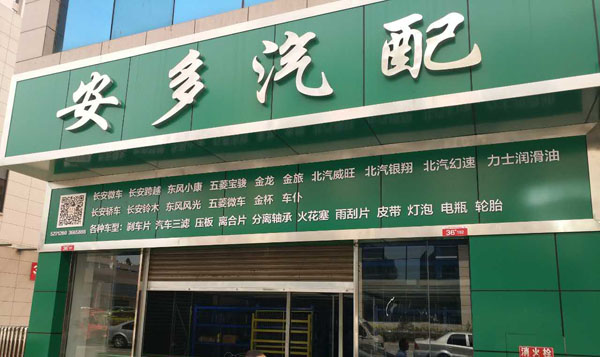 安多汽配
长安微车 长安跨越 东风小康 五菱宝骏 金龙 金旅 北汽威旺 北汽银翔 北汽幻速 力士润滑油
长安轿车 长安铃木 东风风光 五菱微车 金杯 车仆
各种车型：刹车片 汽车三滤 压板 离合片 分离轴承 火花塞 雨刮片 皮带 灯泡 电瓶 轮胎
消火栓